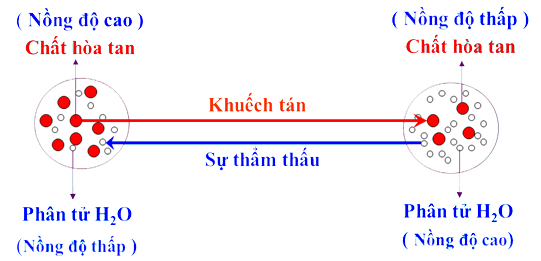 ( Nồng độ cao )
Chất hòa tan
( Nồng độ thấp )
Chất hòa tan
Khuếch tán
Sự thẩm thấu
Phân tử H₂O
(Nồng độ thấp )
Phân tử H₂O
( Nồng độ cao)